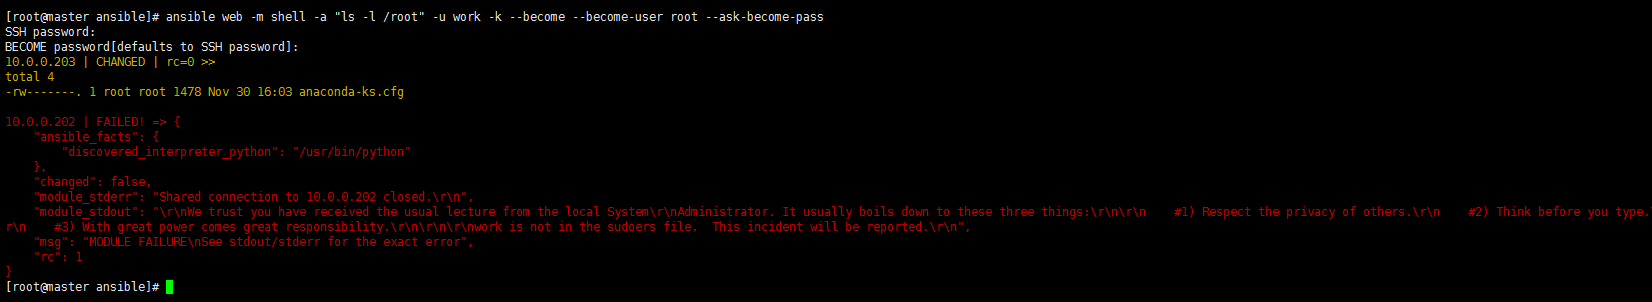 [root@master ansible]# ansible web -m shell -a "ls -l /root" -u work -k --become --become-user root --ask-become-pass
SSH password:
BECOME password[defaults to SSH password]:
10.0.0.203 | CHANGED | rc=0 >>
total 4
-rw-------. 1 root root 1478 Nov 30 16:03 anaconda-ks.cfg
10.0.0.202 | FAILED! => {
    "ansible_facts": {
        "discovered_interpreter_python": "/usr/bin/python"
    },
    "changed": false,
    "module_stderr": "Shared connection to 10.0.0.202 closed.\r\n",
    "module_stdout": "\r\nWe trust you have received the usual lecture from the local System\r\nAdministrator. It usually boils down to these three things:\r\n\r\n    #1) Respect the privacy of others.\r\n    #2) Think before you type.\
r\n    #3) With great power comes great responsibility.\r\n\r\n\r\nwork is not in the sudoers file.  This incident will be reported.\r\n",
    "msg": "MODULE FAILURE\nSee stdout/stderr for the exact error",
    "rc": 1
}
[root@master ansible]#